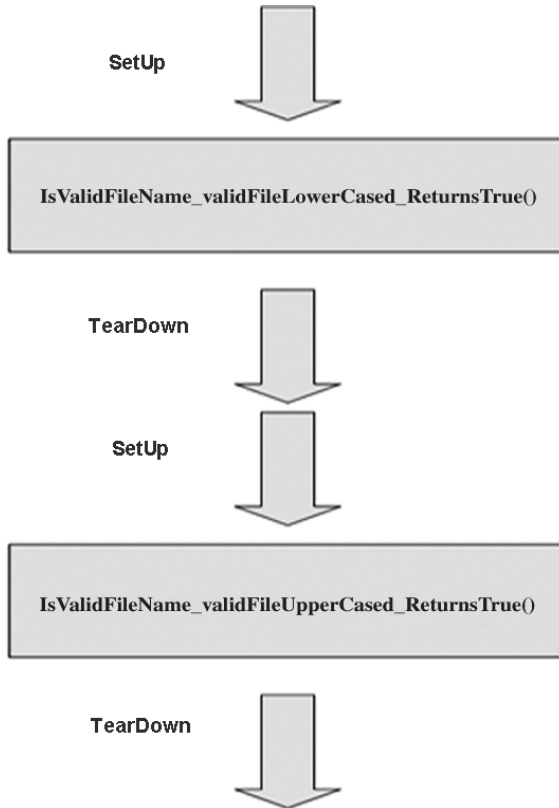 SetUp
IsValidFileName_validFileLowerCased_ReturnsTrue()
TearDown
SetUp
IsValidFileName_validFileUpperCased_ReturnsTrue()
TearDown